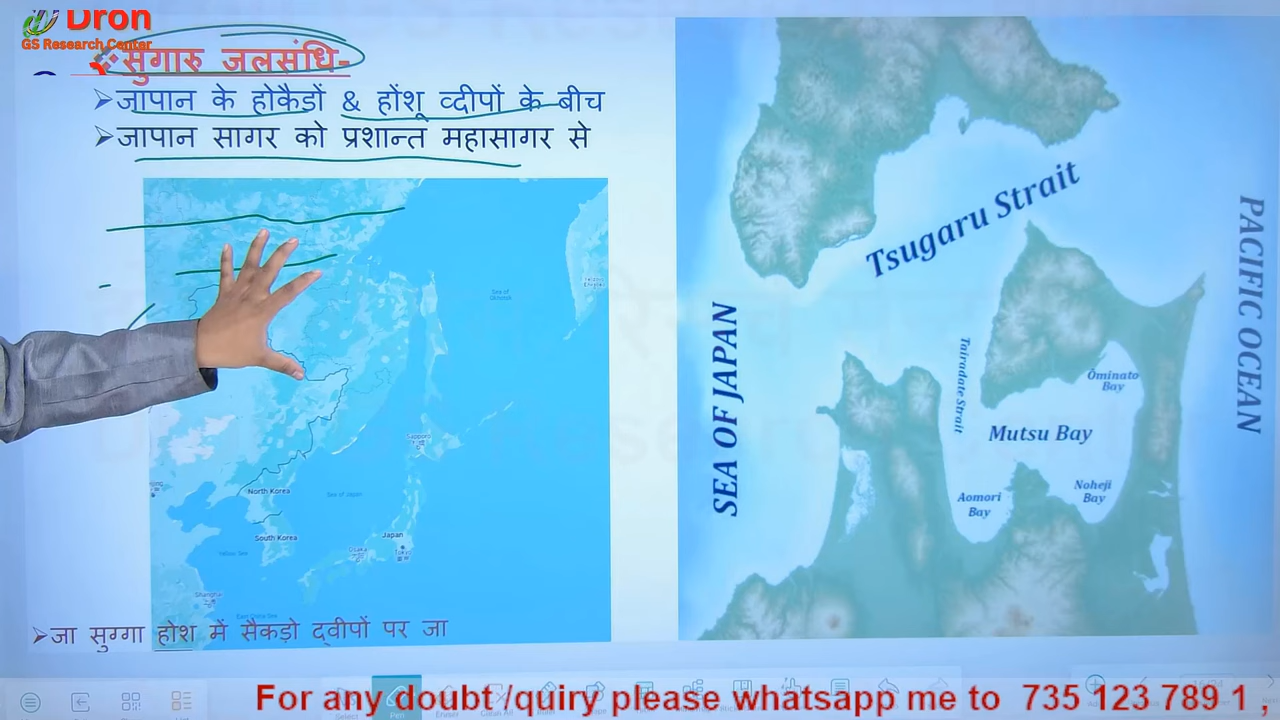 Dron
GS Research Center
सुगारु जलसंधि-
➢जापान के होकैडों & होंशू व्दीपों के बीच
➢जापान सागर को प्रशान्त महासागर से
Sea of Okhotsk
Sapporo
North Korea
Sea of Japan
South Korea
Japan
Osaka
Tokyo
Yellow Sea
Shanghai
East China Sea
➢जा सुग्गा होश में सैकड़ो द्वीपों पर जा
Tsugaru Strait
SEA OF JAPAN
PACIFIC OCEAN
Tairadate Strait
Ōminato Bay
Mutsu Bay
Aomori Bay
Noheji Bay
For any doubt /quiry please whatsapp me to 735 123 789 1 ,